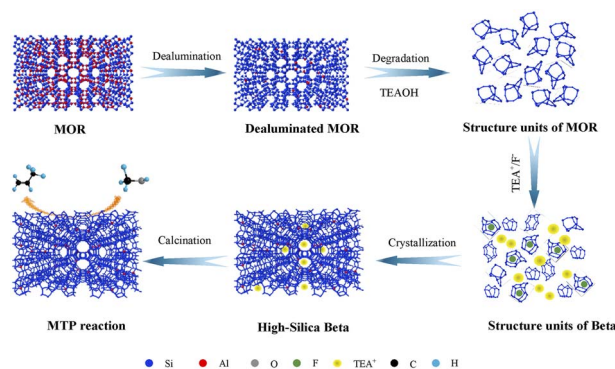 Dealumination
Degradation
TEAOH
MOR
Dealuminated MOR
Structure units of MOR
TEA⁺/F⁻
Calcination
Crystallization
MTP reaction
High-Silica Beta
Structure units of Beta
Si Al O F TEA⁺ C H